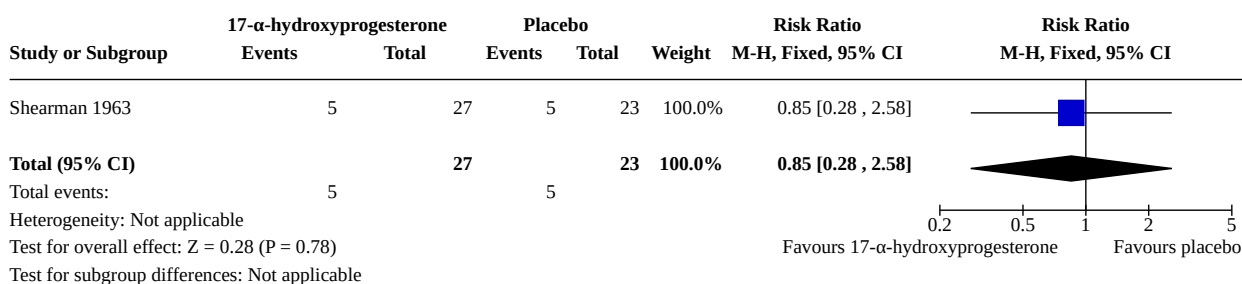 17-α-hydroxyprogesterone Placebo Risk Ratio Risk Ratio
Study or Subgroup Events Total Events Total Weight M-H, Fixed, 95% CI M-H, Fixed, 95% CI
Shearman 1963 5 27 5 23 100.0% 0.85 [0.28 , 2.58]
Total (95% CI) 27 23 100.0% 0.85 [0.28 , 2.58]
Total events: 5 5
Heterogeneity: Not applicable 0.2 0.5 1 2 5
Test for overall effect: Z = 0.28 (P = 0.78) Favours 17-α-hydroxyprogesterone Favours placebo
Test for subgroup differences: Not applicable